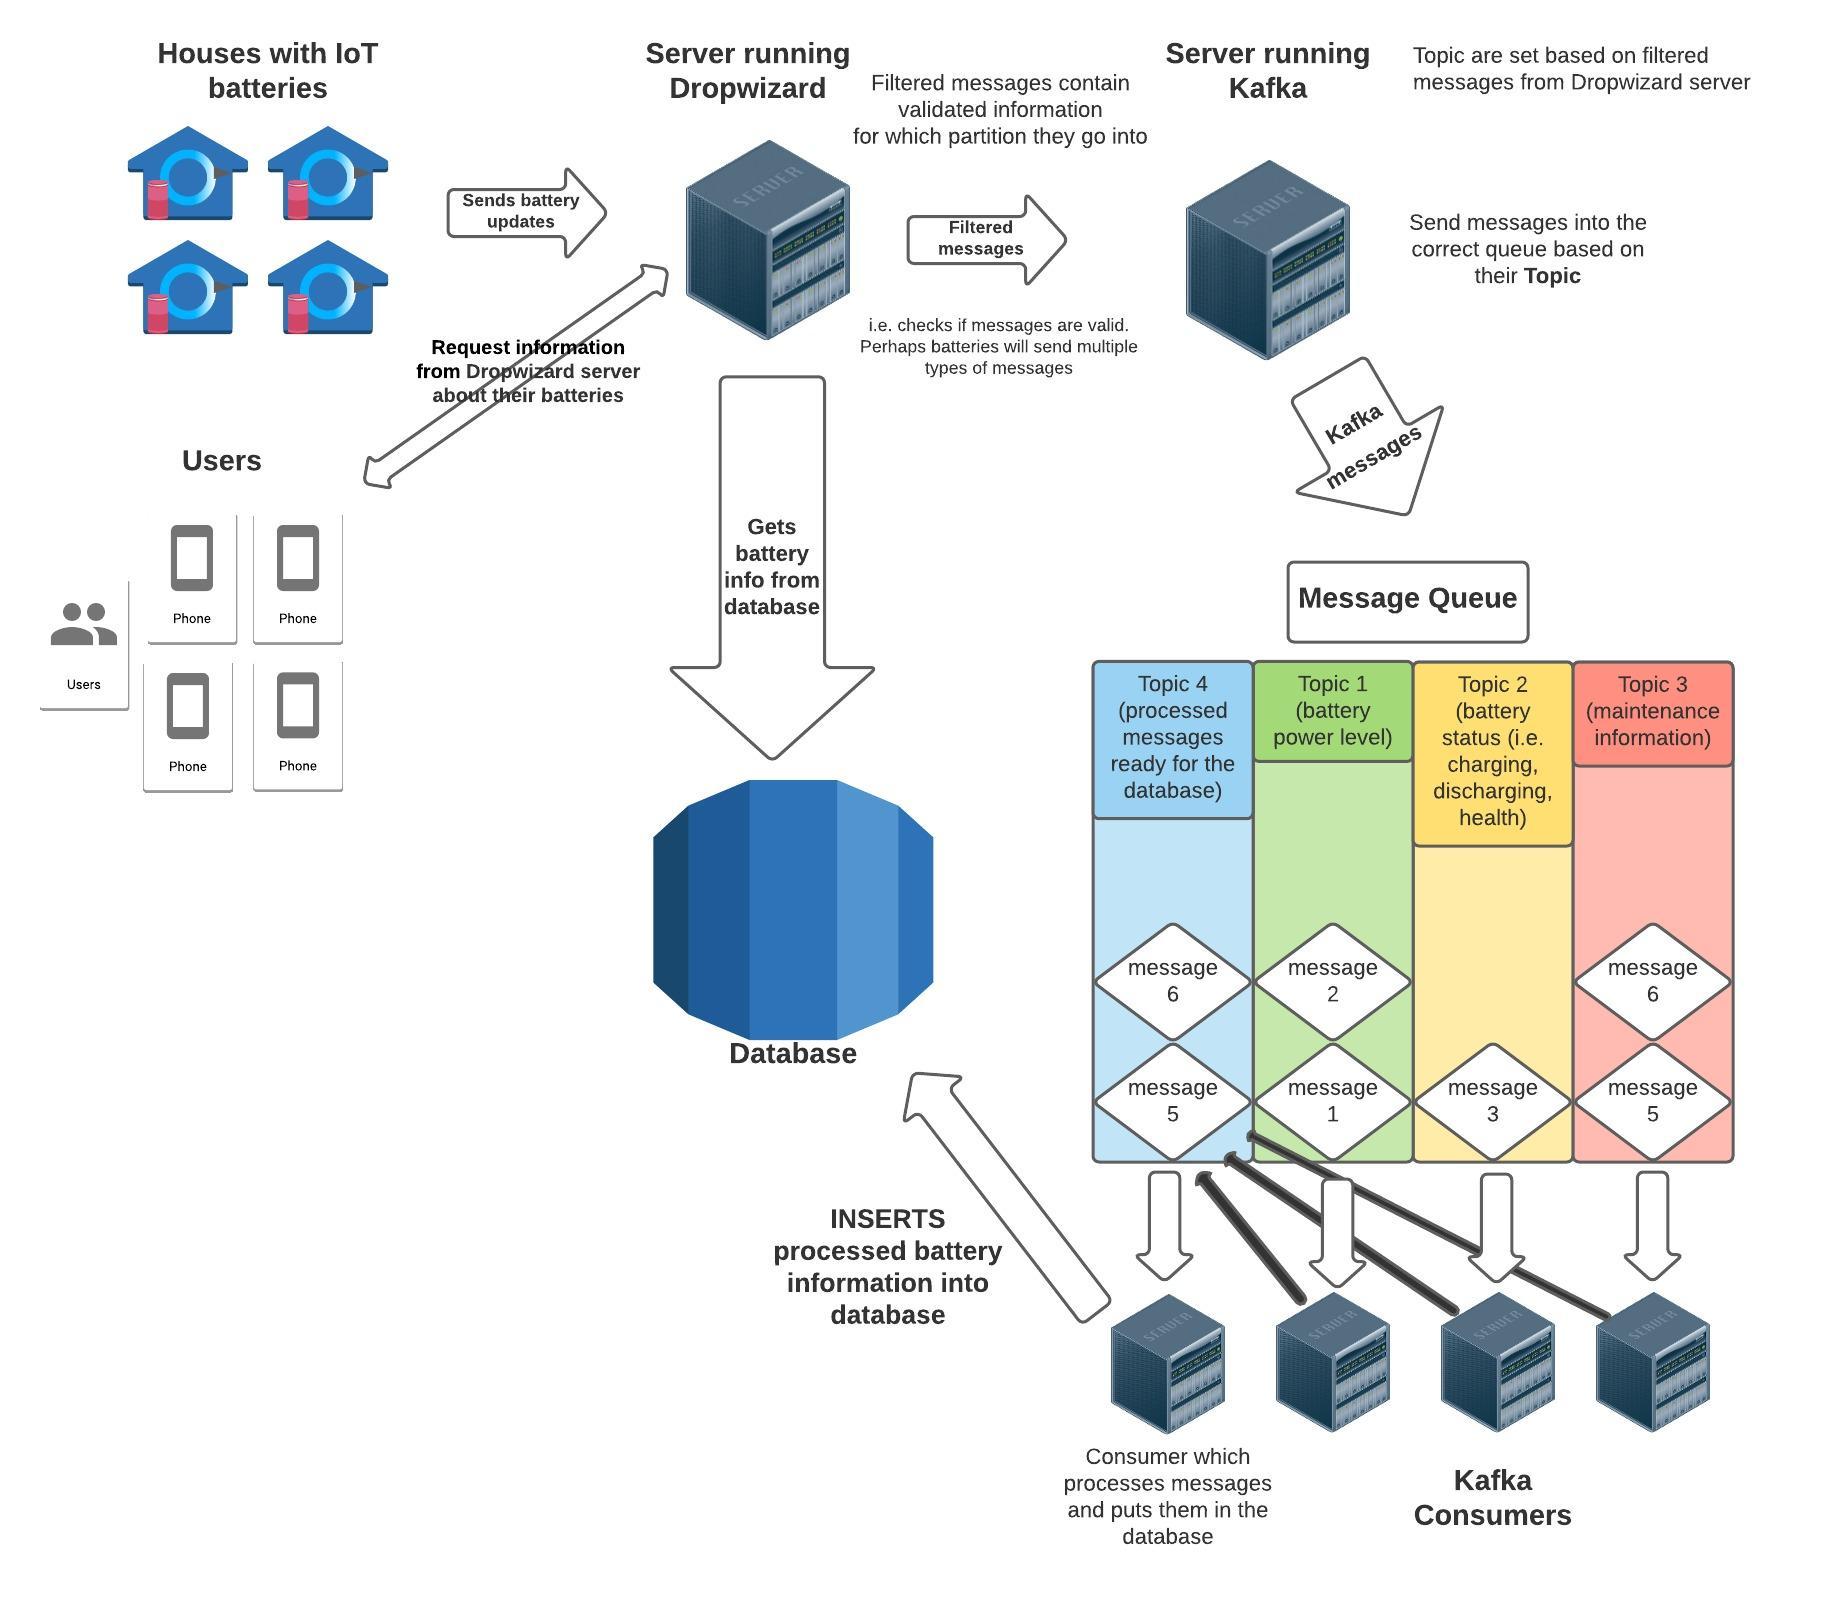 Houses with IoT
batteries
Server running
Dropwizard
Filtered messages contain
validated information
for which partition they go into
Server running
Kafka
Topic are set based on filtered
messages from Dropwizard server
SERVER
SERVER
Sends battery
updates
Filtered
messages
Send messages into the
correct queue based on
their Topic
i.e. checks if messages are valid.
Perhaps batteries will send multiple
types of messages
Request information
from Dropwizard server
about their batteries
Kafka
messages
Users
Gets
battery
info from
database
Phone
Phone
Users
Phone
Phone
Message Queue
Topic 4
(processed
messages
ready for the
database)
Topic 1
(battery
power level)
Topic 2
(battery
status (i.e.
charging,
discharging,
health)
Topic 3
(maintenance
information)
message
6
message
2
message
6
message
5
message
1
message
3
message
5
Database
INSERTS
processed battery
information into
database
SERVER
SERVER
SERVER
SERVER
Consumer which
processes messages
and puts them in the
database
Kafka
Consumers